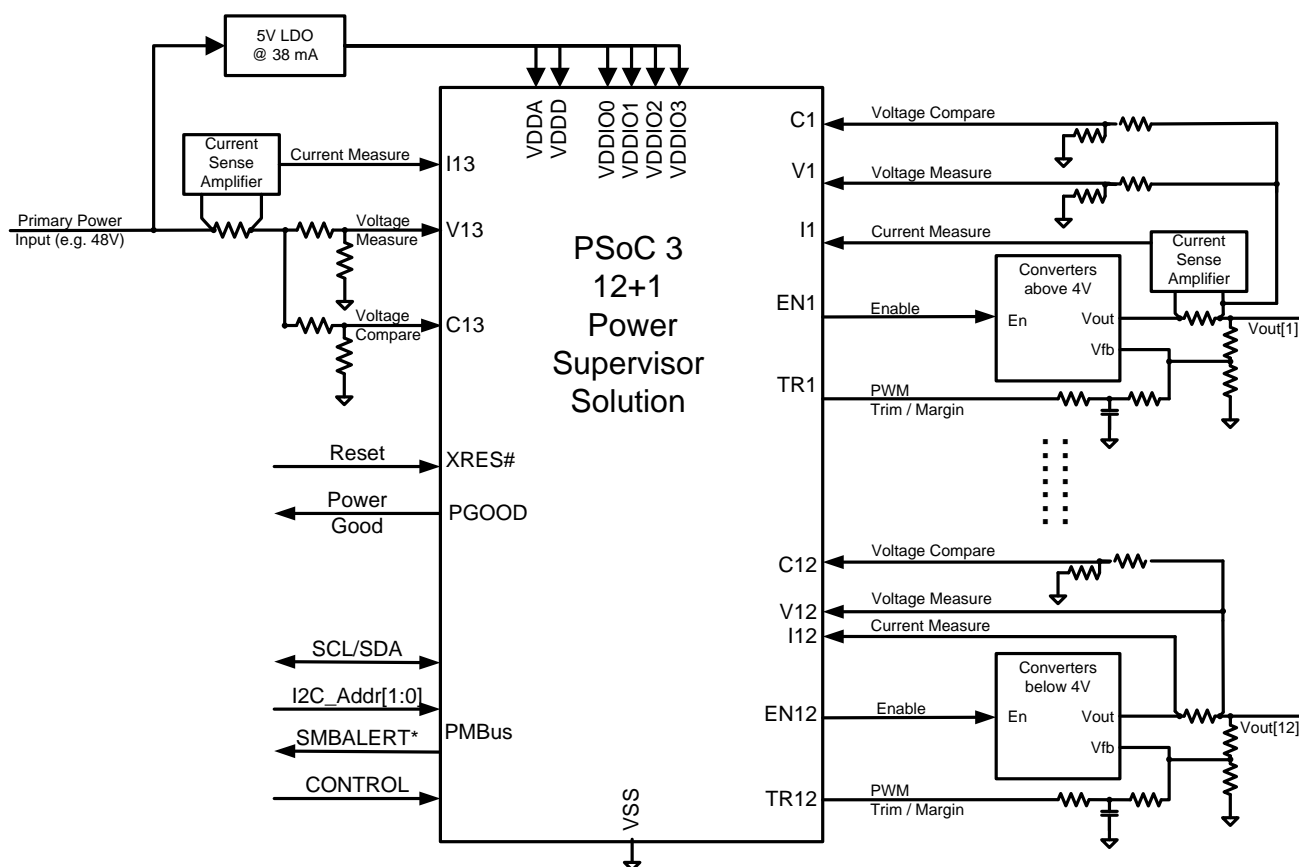 5V LDO
@ 38 mA
VDDA
VDDD
VDDIO0
VDDIO1
VDDIO2
VDDIO3
Current
Sense
Amplifier
Current Measure
I13
Primary Power
Input (e.g. 48V)
Voltage
Measure
V13
Voltage
Compare
C13
PSoC 3
12+1
Power
Supervisor
Solution
Reset
XRES#
Power
Good
PGOOD
SCL/SDA
I2C_Addr[1:0]
SMBALERT*
PMBus
CONTROL
VSS
C1
Voltage Compare
V1
Voltage Measure
I1
Current Measure
Current
Sense
Amplifier
EN1
Enable
Converters
above 4V
En
Vout
Vfb
Vout[1]
TR1
PWM
Trim / Margin
C12
Voltage Compare
V12
Voltage Measure
I12
Current Measure
EN12
Enable
Converters
below 4V
En
Vout
Vfb
Vout[12]
TR12
PWM
Trim / Margin